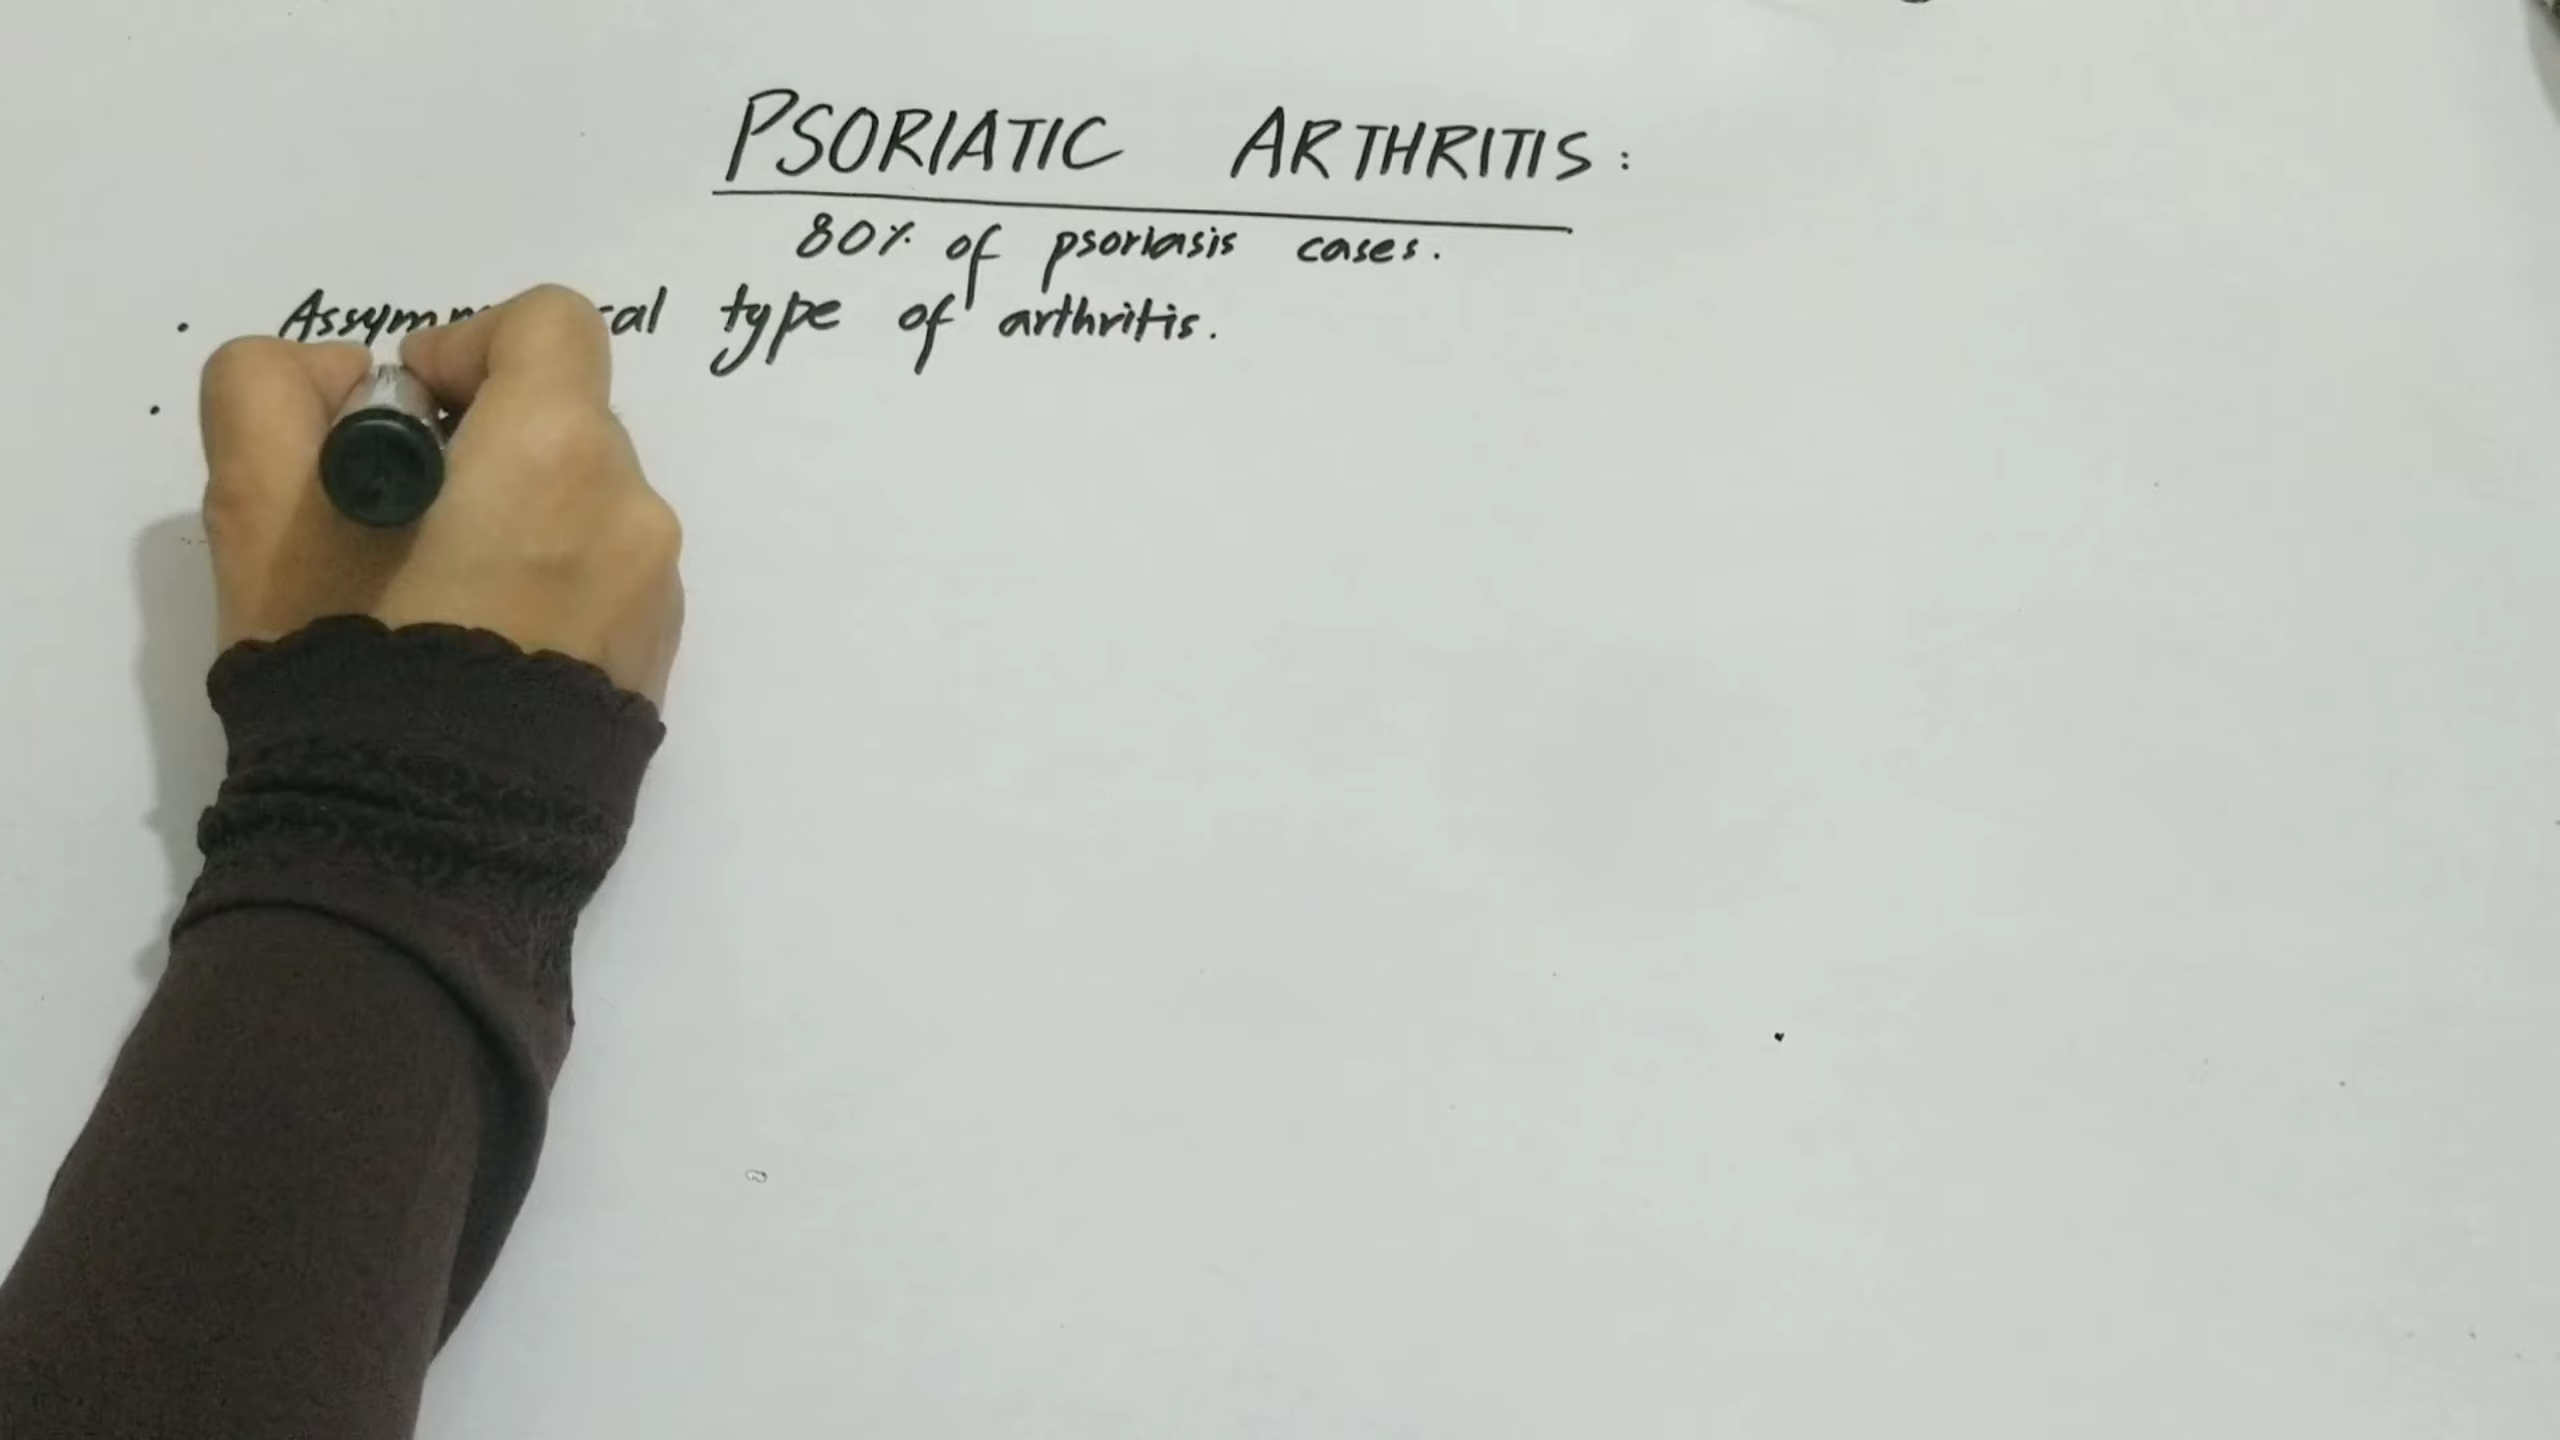 PSORIATIC ARTHRITIS:
80% of psoriasis cases.
• type of arthritis.
•